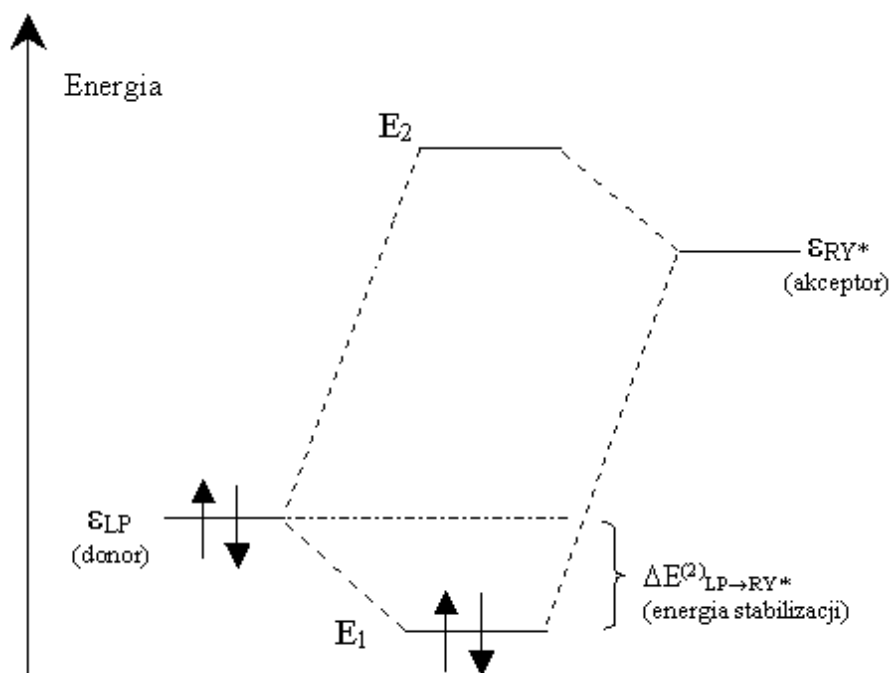 Energia
E₂
εRY*
(akceptor)
εLP
(donor)
ΔE⁽²⁾LP→RY*
(energia stabilizacji)
E₁